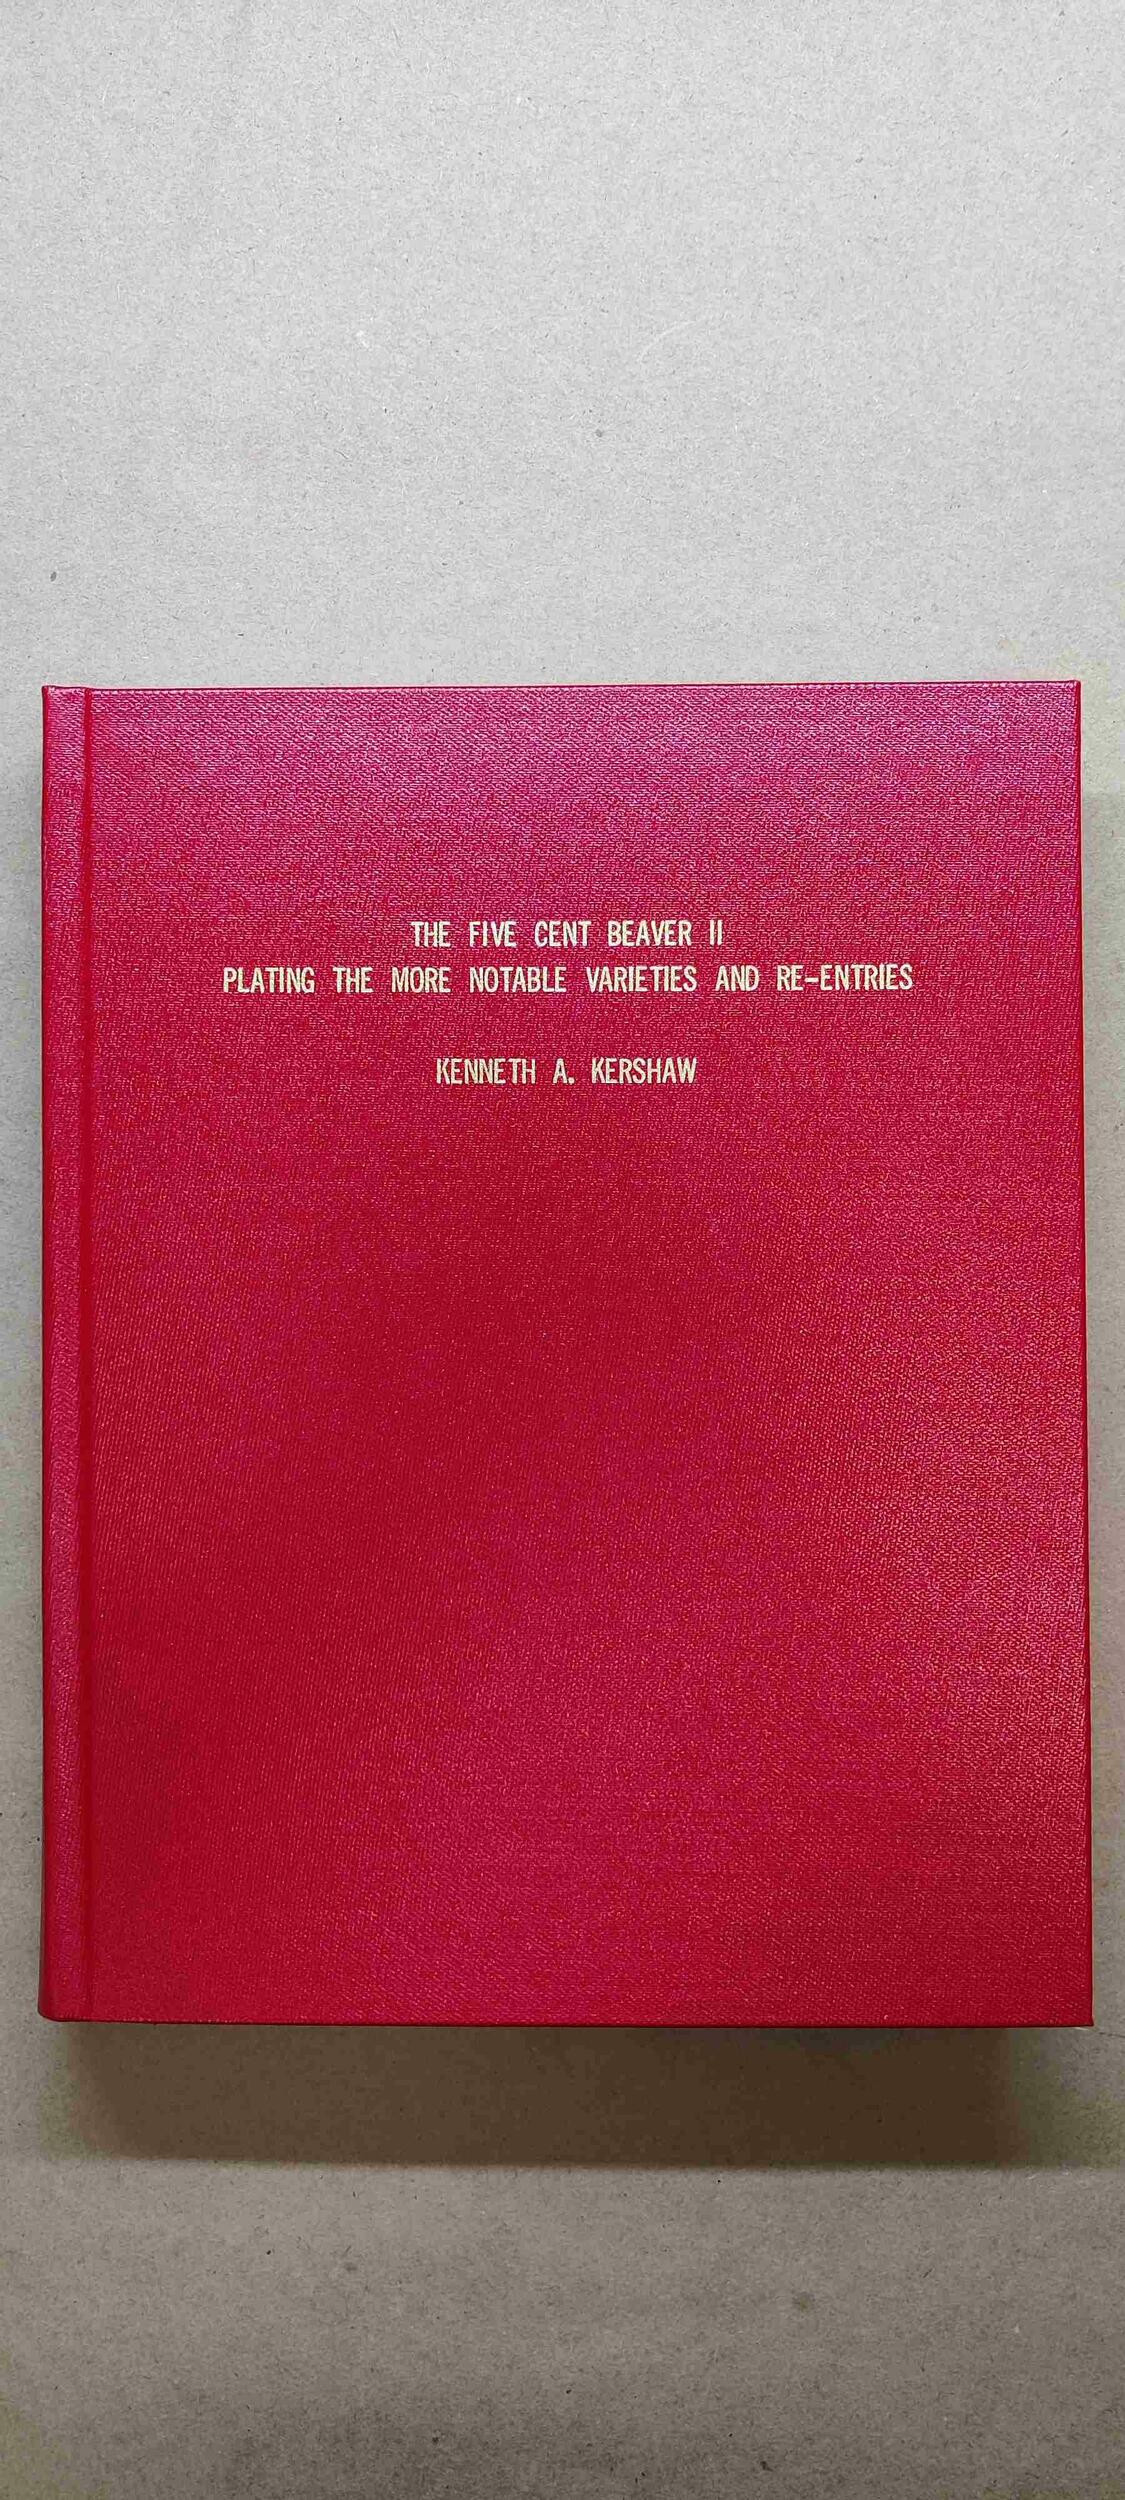 THE FIVE CENT BEAVER II
PLATING THE MORE NOTABLE VARIETIES AND RE-ENTRIES
KENNETH A. KERSHAW